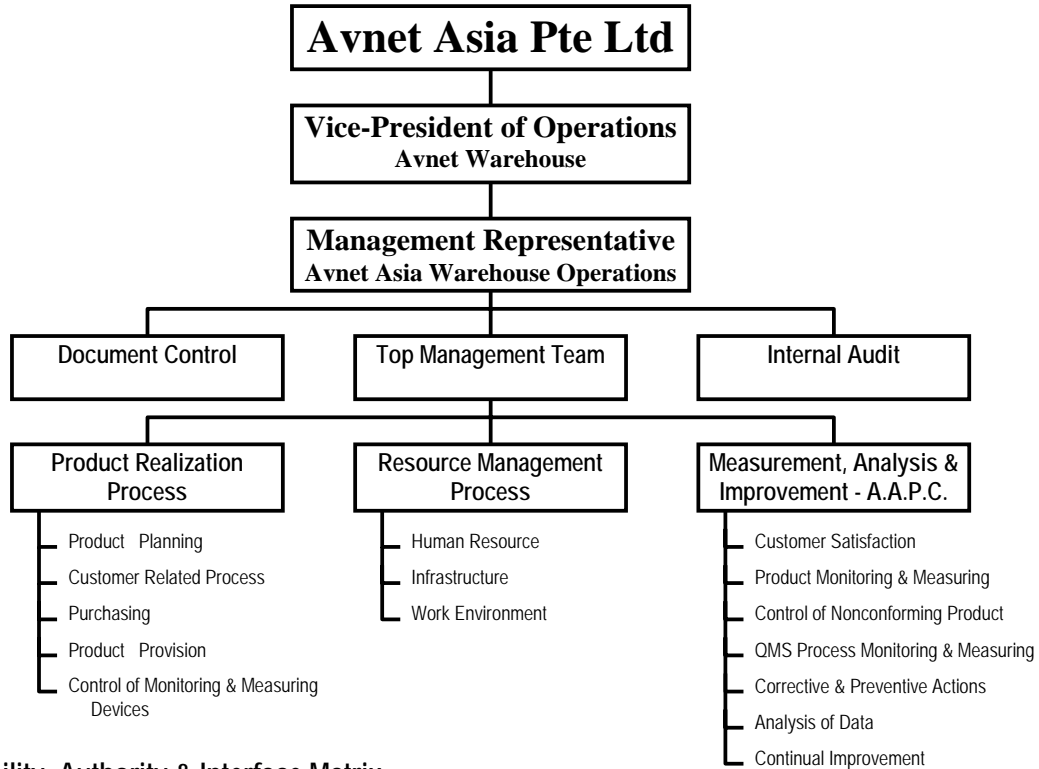 Avnet Asia Pte Ltd
Vice-President of Operations
Avnet Warehouse
Management Representative
Avnet Asia Warehouse Operations
Document Control
Top Management Team
Internal Audit
Product Realization
Process
Product Planning
Customer Related Process
Purchasing
Product Provision
Control of Monitoring & Measuring
Devices
Resource Management
Process
Human Resource
Infrastructure
Work Environment
Measurement, Analysis &
Improvement - A.A.P.C.
Customer Satisfaction
Product Monitoring & Measuring
Control of Nonconforming Product
QMS Process Monitoring & Measuring
Corrective & Preventive Actions
Analysis of Data
Continual Improvement
Authority & Interface Matrix